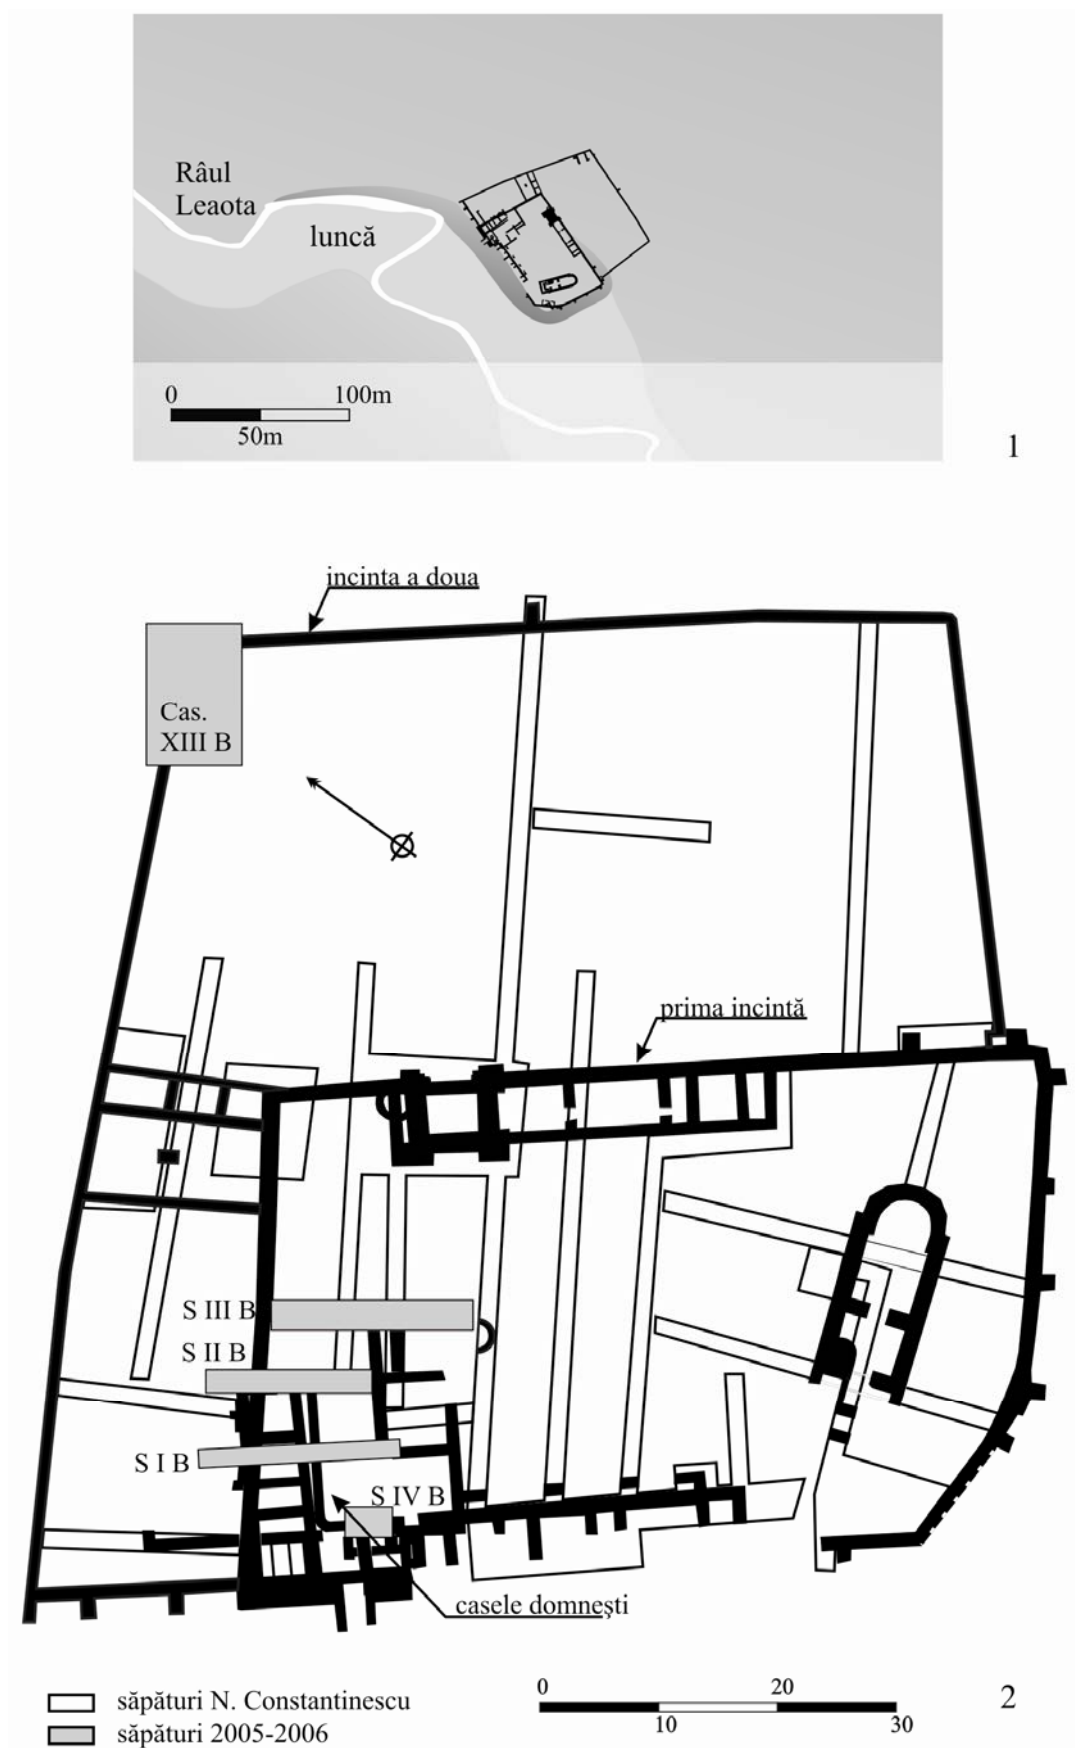 Râul
Leaota
luncă
0 100m
50m
1
incinta a doua
Cas.
XIII B
prima incintă
S III B
S II B
S I B
S IV B
casele domneşti
săpături N. Constantinescu
săpături 2005-2006
0 20
10 30
2